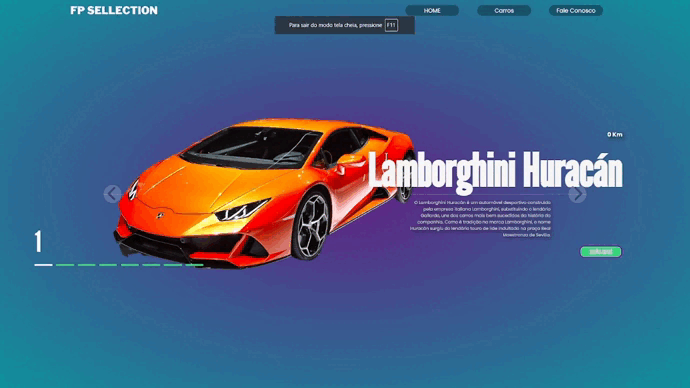 FP SELLECTION
HOME
Carros
Fale Conosco
Para sair do modo tela cheia, pressione F11
0 Km
Lamborghini Huracán
O Lamborghini Huracán é um automóvel desportivo construído
pela empresa italiana Lamborghini, substituindo o lendário
Gallardo, um dos carros mais bem sucedidos da história da
companhia. Como é tradição na marca Lamborghini, o nome
Huracán surgiu do lendário touro de lide indultado na praça Real
Maestranza de Sevilla
1